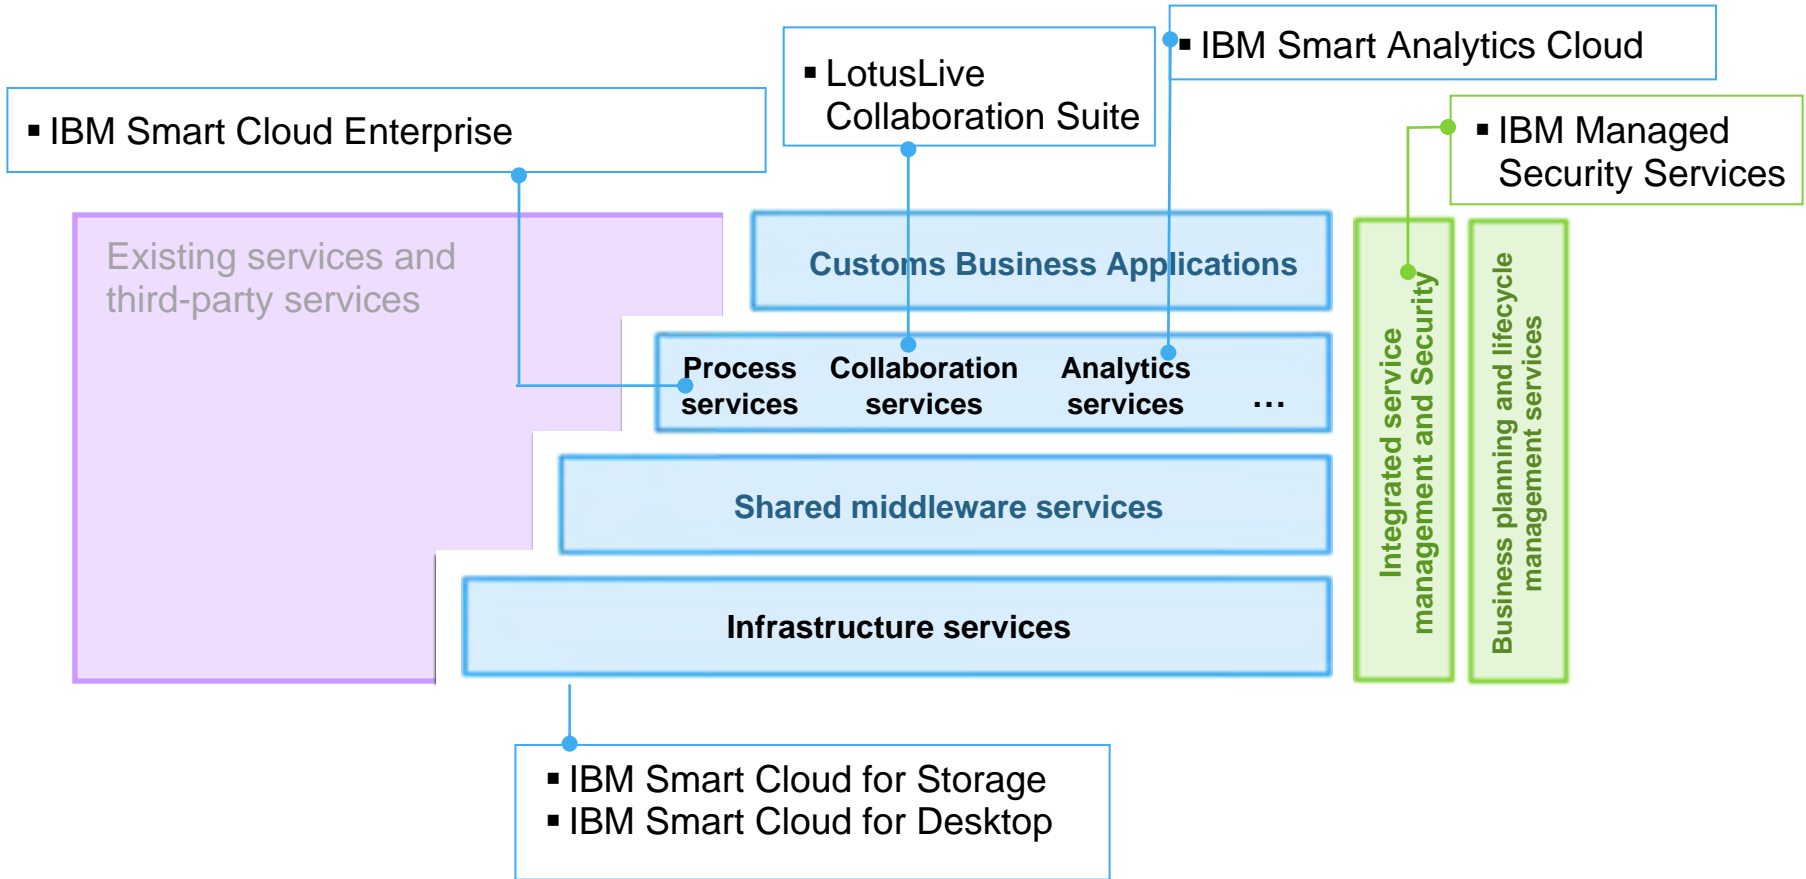 ▪ IBM Smart Analytics Cloud
▪ LotusLive
Collaboration Suite
▪ IBM Smart Cloud Enterprise
▪ IBM Managed
Security Services
Existing services and
third-party services
Customs Business Applications
Process
services
Collaboration
services
Analytics
services
...
Shared middleware services
Infrastructure services
Integrated service
management and Security
Business planning and lifecycle
management services
▪ IBM Smart Cloud for Storage
▪ IBM Smart Cloud for Desktop